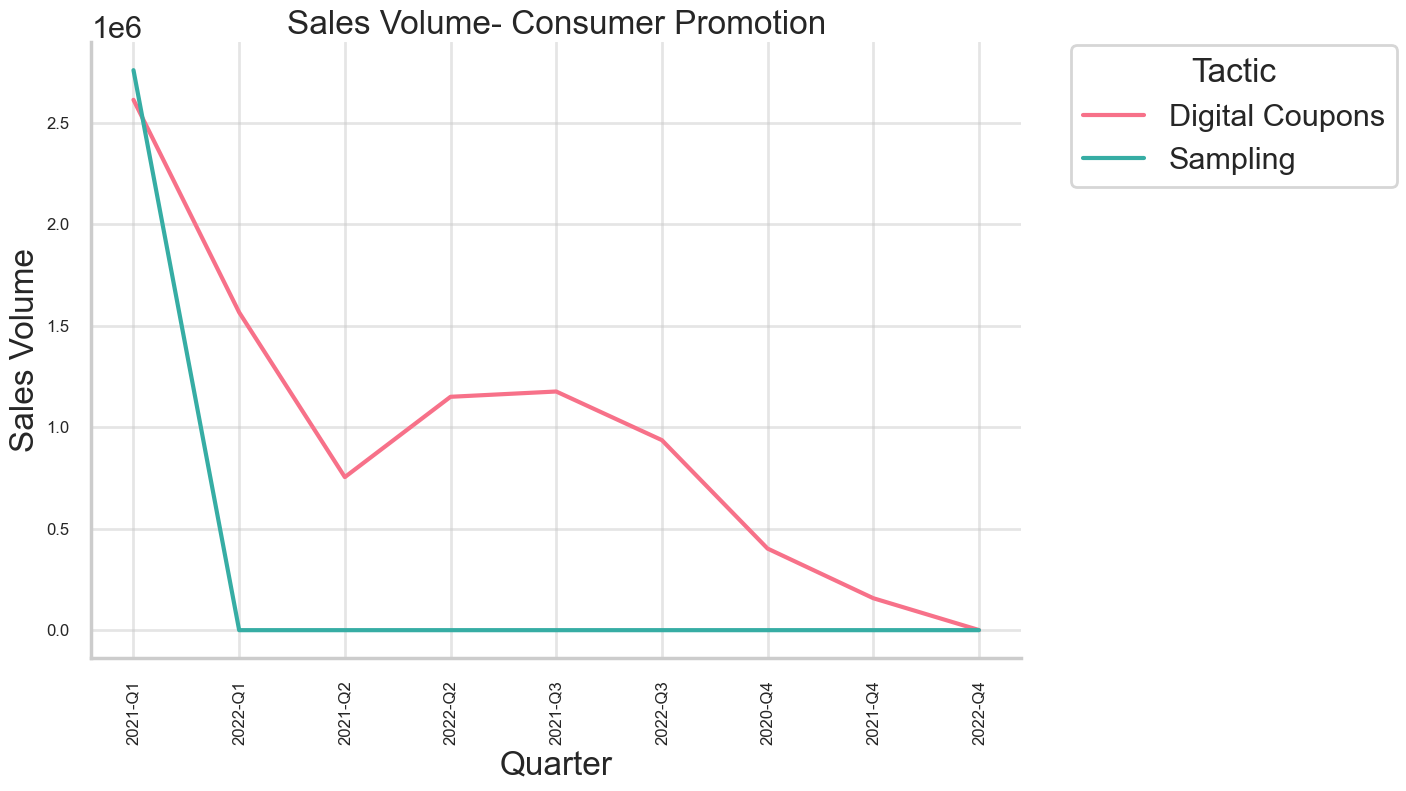 Sales Volume- Consumer Promotion
1e6
Tactic
Digital Coupons
Sampling
Sales Volume
2.5
2.0
1.5
1.0
0.5
0.0
2021-Q1
2022-Q1
2021-Q2
2022-Q2
2021-Q3
2022-Q3
2020-Q4
2021-Q4
2022-Q4
Quarter